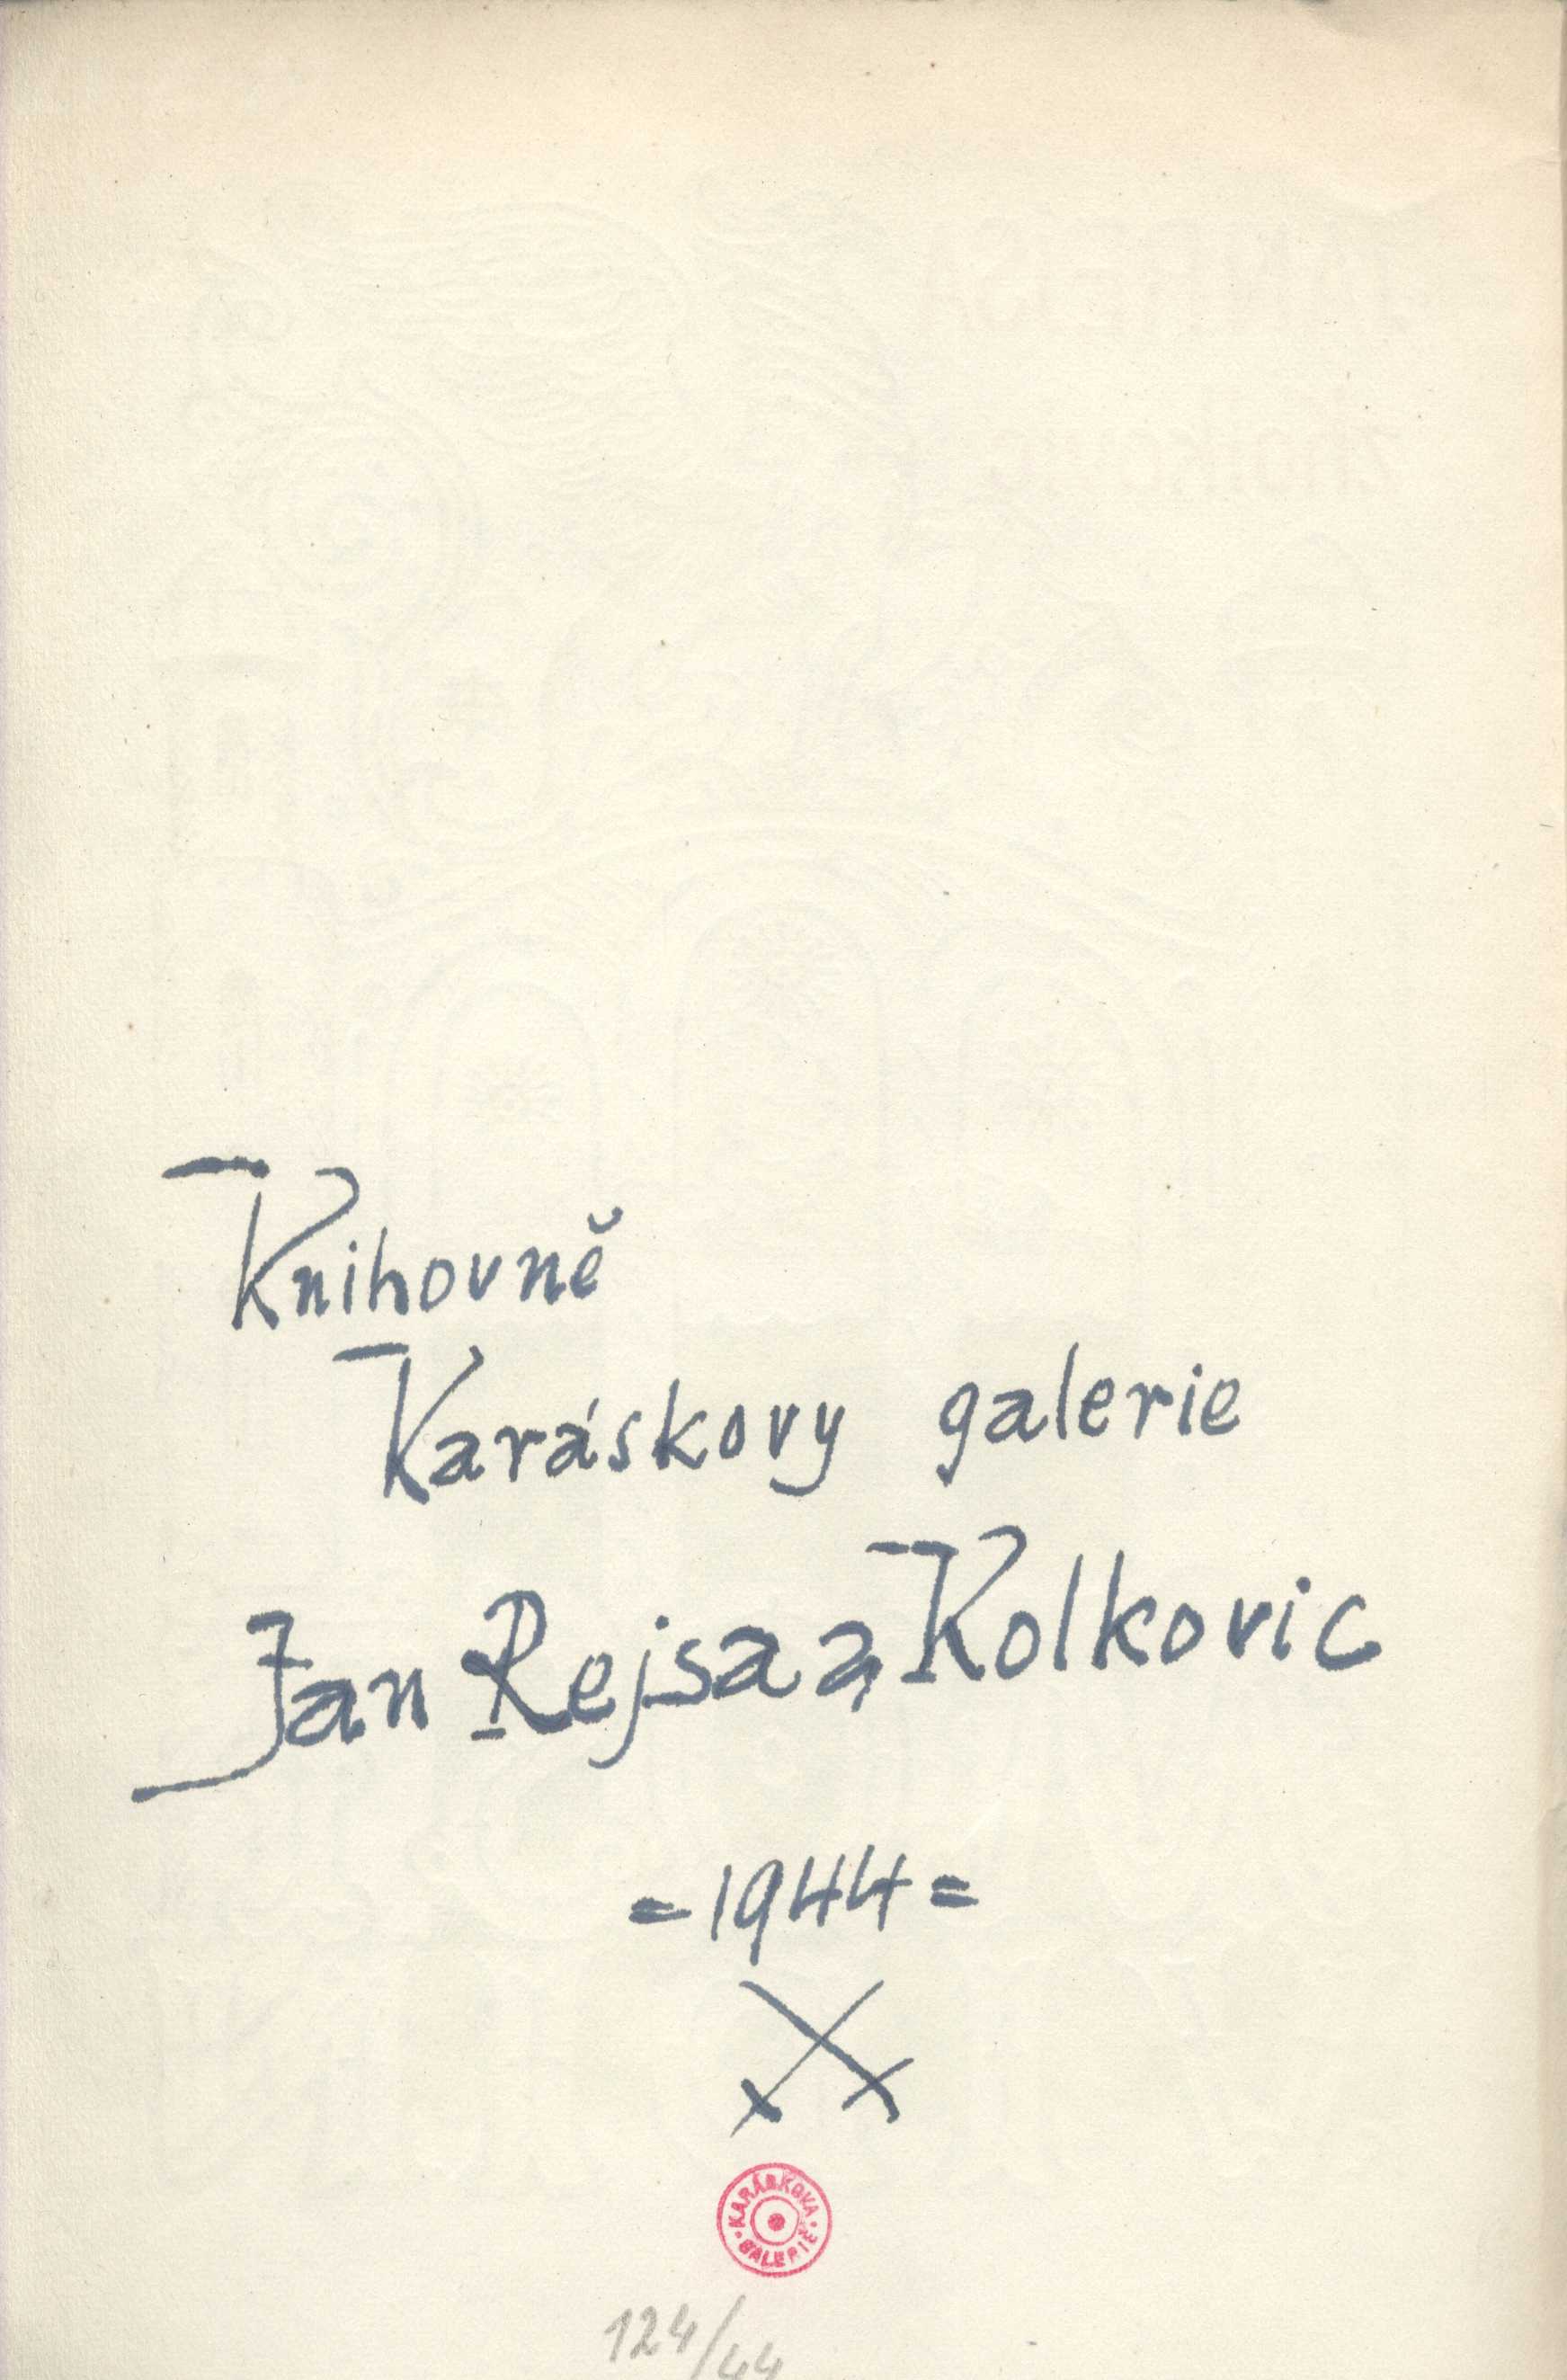 Knihovně
Karáskovy galerie
Jan Rejsa a, Kolkovic
=1944=
KARÁSKOVA
GALERIE
124/44